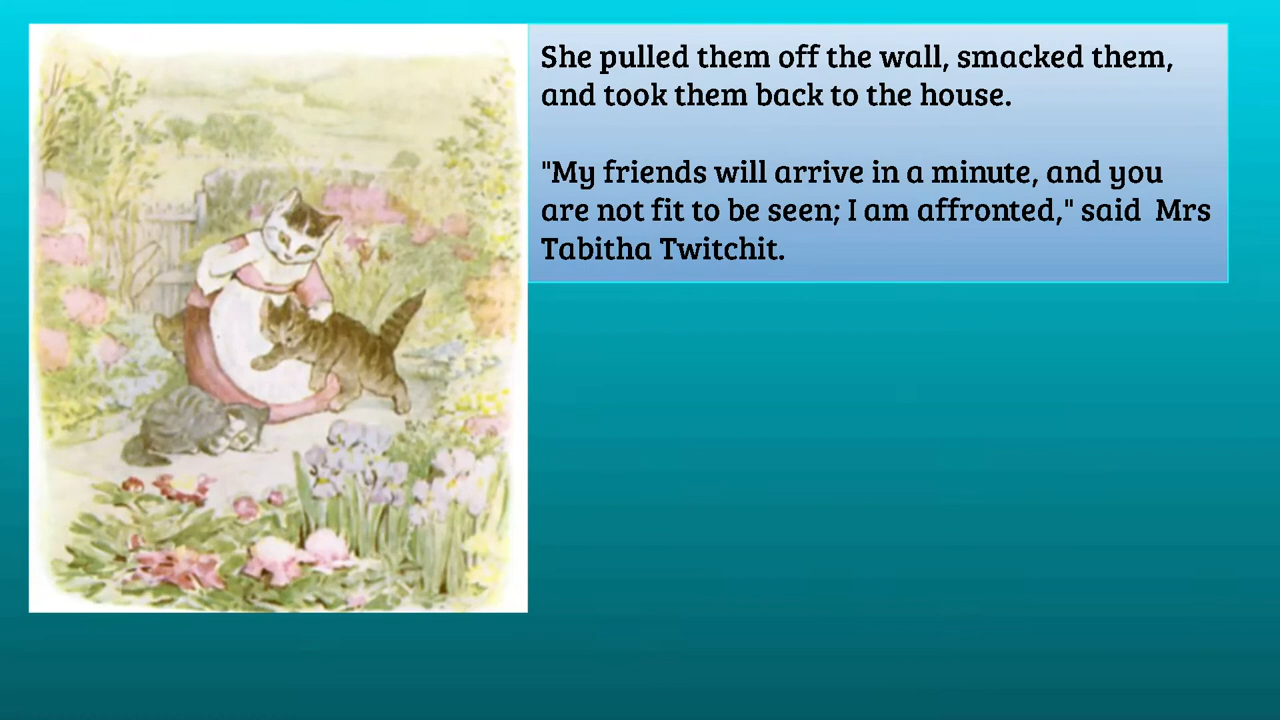 She pulled them off the wall, smacked them,
and took them back to the house.
"My friends will arrive in a minute, and you
are not fit to be seen; I am affronted," said  Mrs
Tabitha Twitchit.